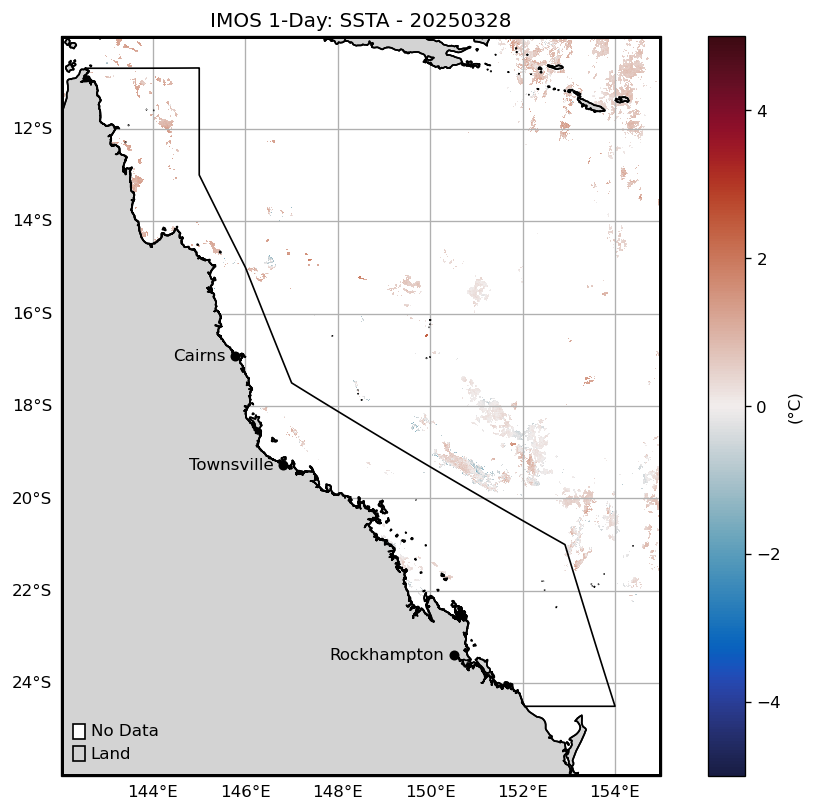 IMOS 1-Day: SSTA - 20250328
12°S
14°S
16°S
18°S
20°S
22°S
24°S
Cairns
Townsville
Rockhampton
No Data
Land
144°E 146°E 148°E 150°E 152°E 154°E
4
2
0
−2
−4
(°C)